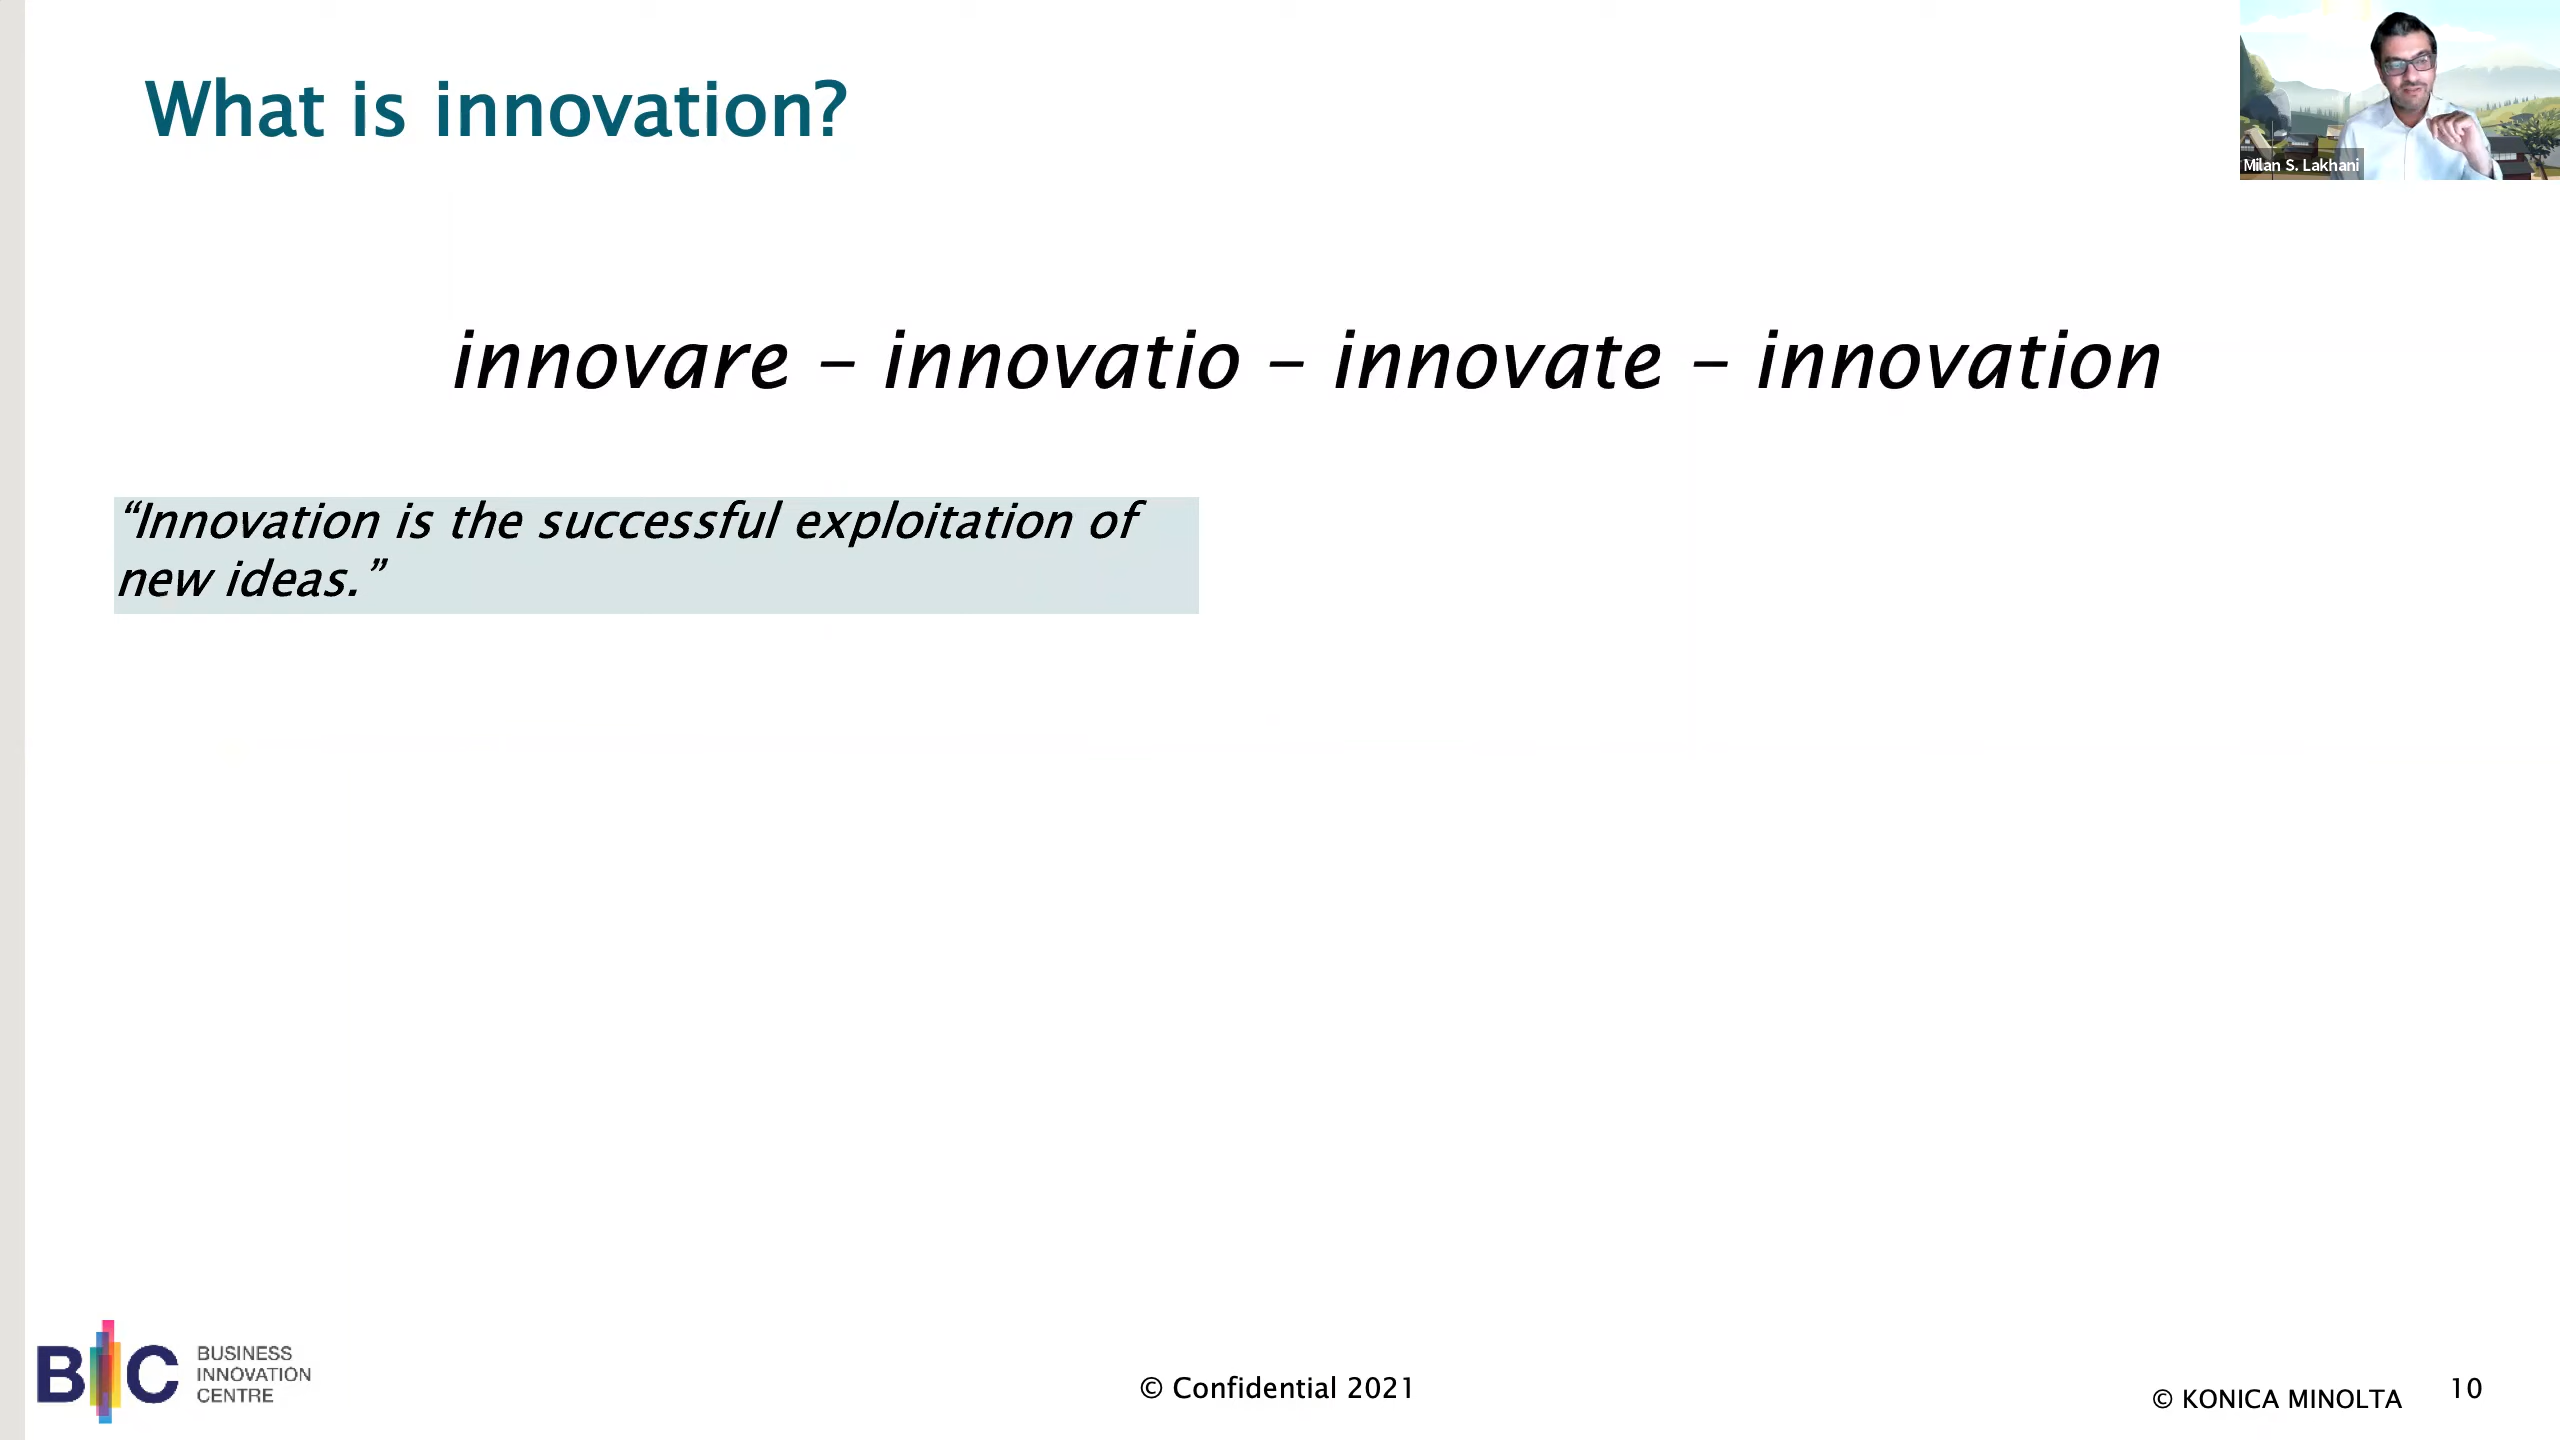 What is innovation?
Milan S. Lakhani
innovare – innovatio – innovate – innovation
“Innovation is the successful exploitation of
new ideas.”
BIC
BUSINESS
INNOVATION
CENTRE
© Confidential 2021
© KONICA MINOLTA
10